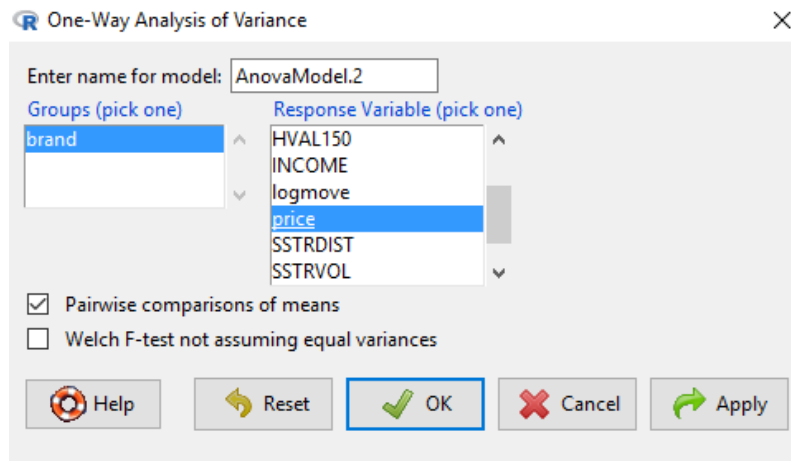 One-Way Analysis of Variance
Enter name for model: AnovaModel.2
Groups (pick one)
brand
Response Variable (pick one)
HVAL150
INCOME
logmove
price
SSTRDIST
SSTRVOL
Pairwise comparisons of means
Welch F-test not assuming equal variances
Help Reset OK Cancel Apply